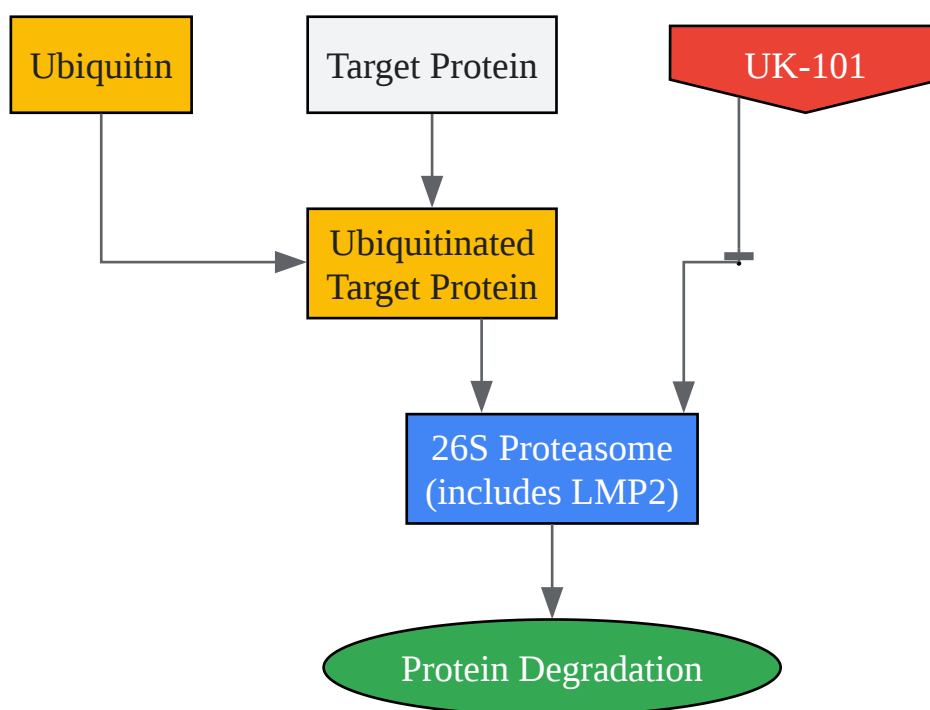 Ubiquitin
Target Protein
UK-101
Ubiquitinated
Target Protein
26S Proteasome
(includes LMP2)
Protein Degradation